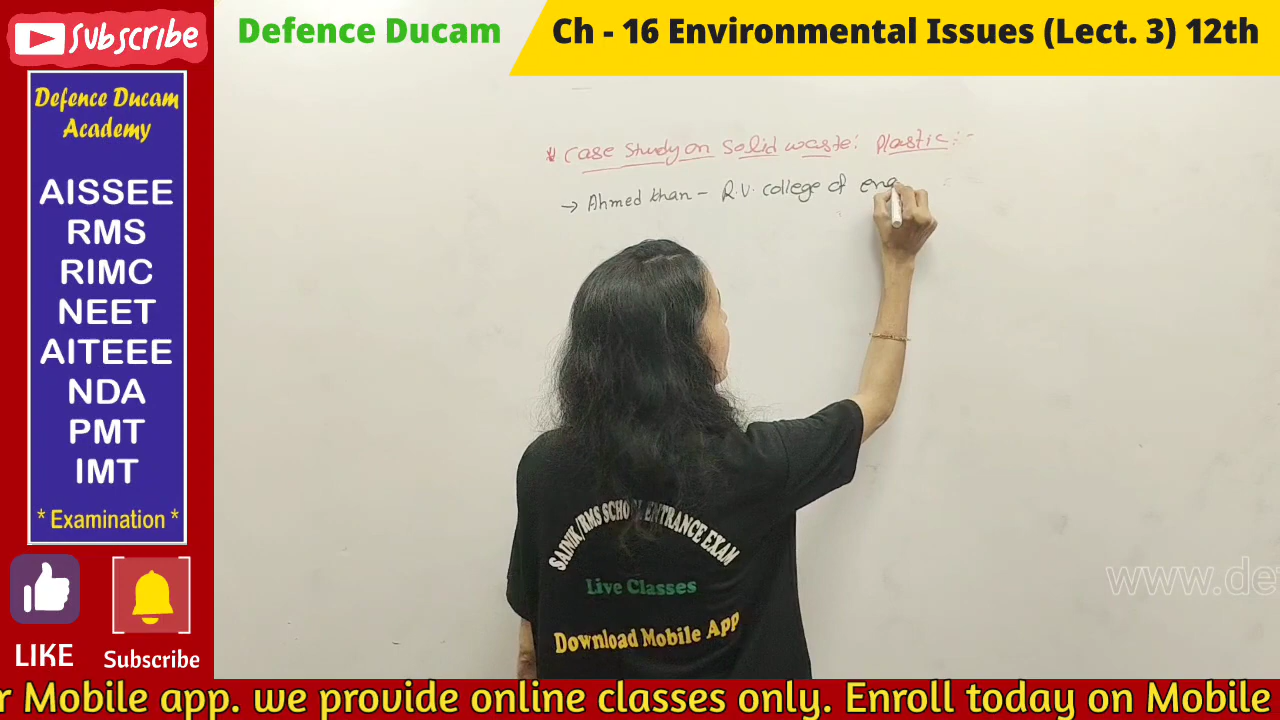 Subscribe
Defence Ducam
Ch - 16 Environmental Issues (Lect. 3) 12th
Defence Ducam
Academy
AISSEE
RMS
RIMC
NEET
AITEEE
NDA
PMT
IMT
* Examination *
LIKE
Subscribe
* Case study on solid waste: Plastic:-
→ Ahmed khan - R.V. college of eng
SAINIK/RMS SCHOOL ENTRANCE EXAM
Live Classes
Download Mobile App
www.de
r Mobile app. we provide online classes only. Enroll today on Mobile